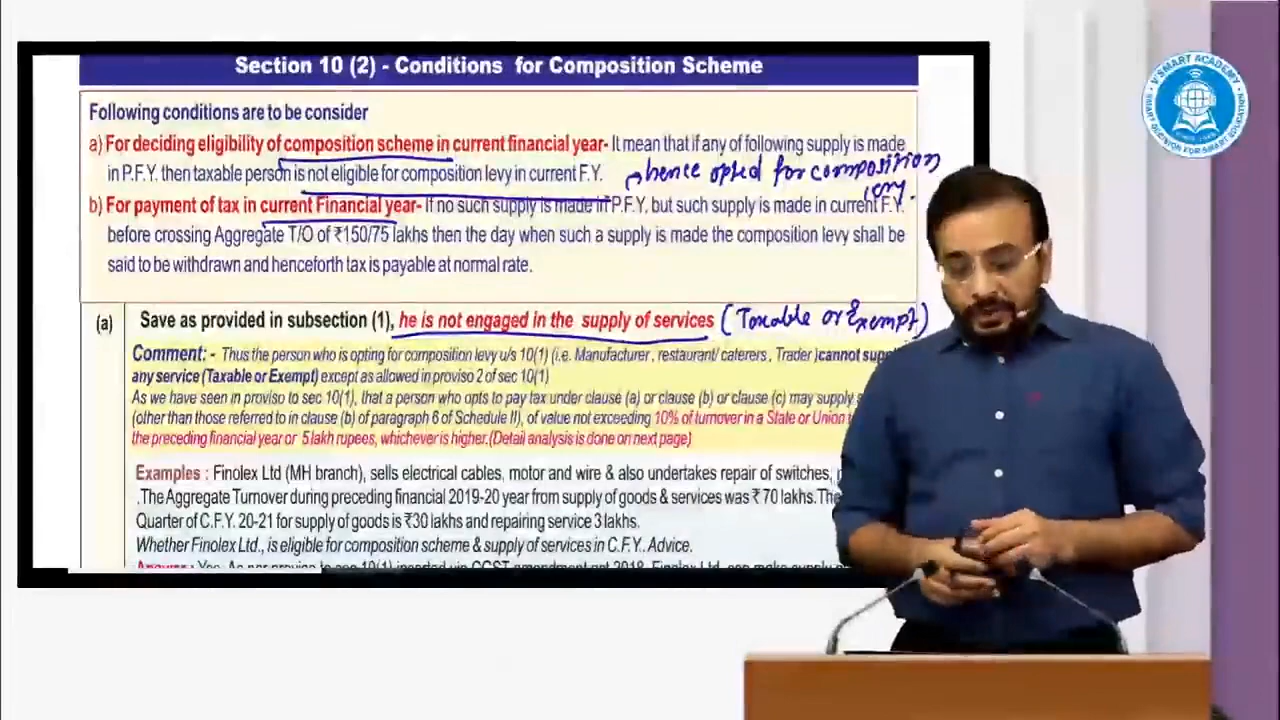 Section 10 (2) - Conditions for Composition Scheme
Following conditions are to be consider
a) For deciding eligibility of composition scheme in current financial year- It mean that if any of following supply is made
in P.F.Y. then taxable person is not eligible for composition levy in current F.Y.
hence opted for composition
levy.
b) For payment of tax in current Financial year- If no such supply is made in P.F.Y, but such supply is made in current F.Y.
before crossing Aggregate T/O of ₹150/75 lakhs then the day when such a supply is made the composition levy shall be
said to be withdrawn and henceforth tax is payable at normal rate.
(a) Save as provided in subsection (1), he is not engaged in the supply of services (Taxable or Exempt)
Comment: - Thus the person who is opting for composition levy u/s 10(1) (i.e. Manufacturer, restaurant/ caterers , Trader )cannot
any service (Taxable or Exempt) except as allowed in proviso 2 of sec 10(1)
As we have seen in proviso to sec 10(1), that a person who opts to pay tax under clause (a) or clause (b) or clause (c) may supply
(other than those referred to in clause (b) of paragraph 6 of Schedule II), of value not exceeding 10% of turnover in a State or Union
the preceding financial year or 5 lakh rupees, whichever is higher.(Detail analysis is done on next page)
Examples : Finolex Ltd (MH branch), sells electrical cables, motor and wire & also undertakes repair of switches,
.The Aggregate Turnover during preceding financial 2019-20 year from supply of goods & services was ₹ 70 lakhs.The
Quarter of C.F.Y. 20-21 for supply of goods is ₹30 lakhs and repairing service 3 lakhs.
Whether Finolex Ltd., is eligible for composition scheme & supply of services in C.F.Y. Advice.
V'SMART ACADEMY